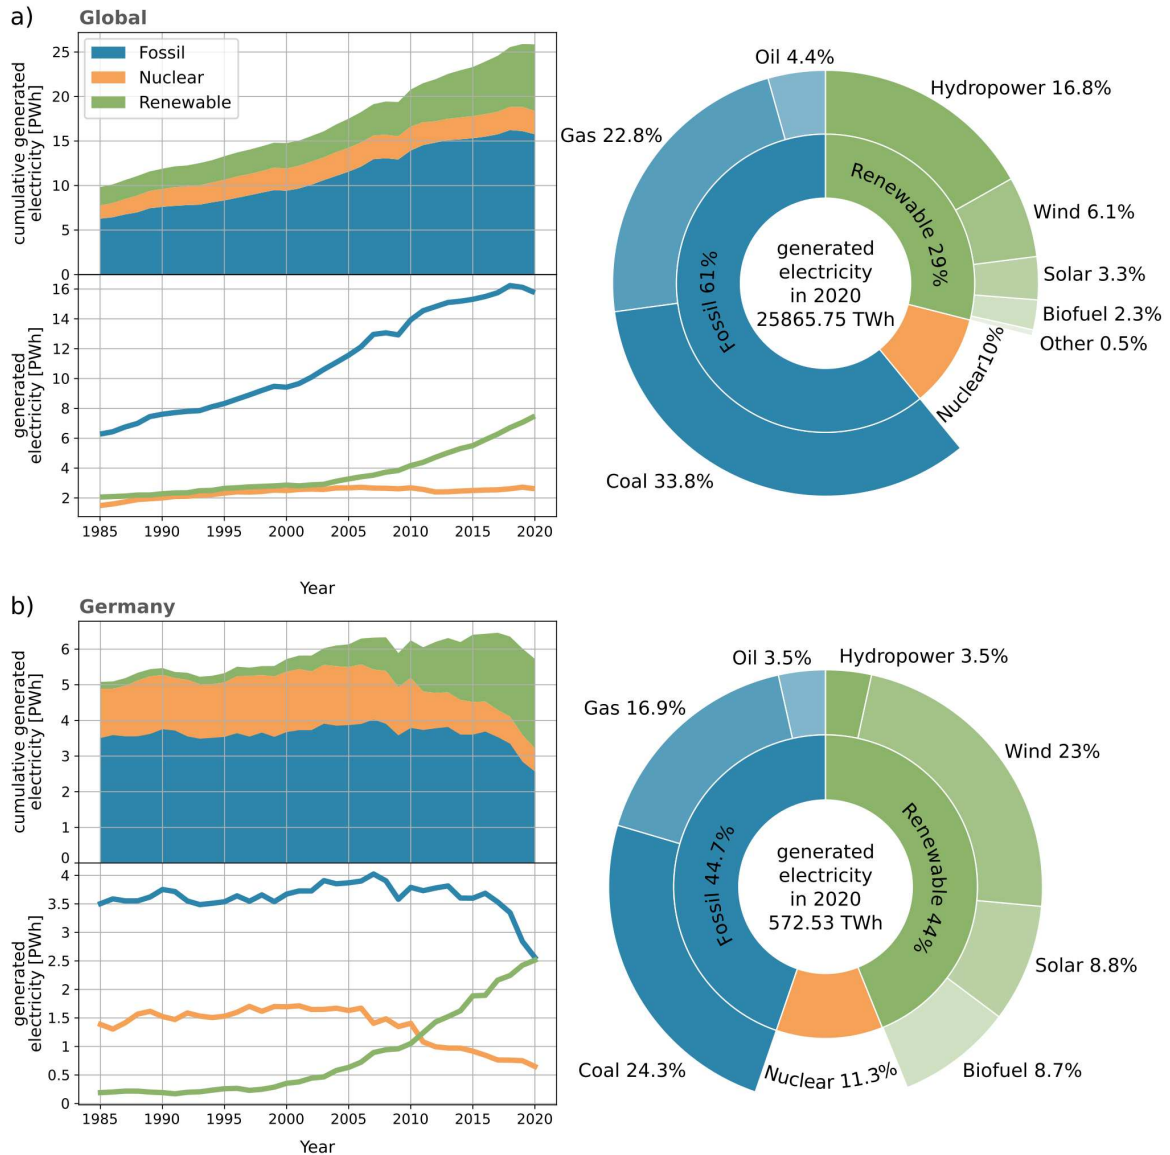 a)
Global
Fossil
Nuclear
Renewable
cumulative generated
electricity [PWh]
25
20
15
10
5
0
generated
electricity [PWh]
16
14
12
10
8
6
4
2
1985 1990 1995 2000 2005 2010 2015 2020
Year
Oil 4.4%
Hydropower 16.8%
Gas 22.8%
Renewable 29%
Wind 6.1%
Fossil 61%
generated
electricity
in 2020
25865.75 TWh
Solar 3.3%
Biofuel 2.3%
Other 0.5%
Nuclear10%
Coal 33.8%
b)
Germany
cumulative generated
electricity [PWh]
6
5
4
3
2
1
0
generated
electricity [PWh]
4
3.5
3
2.5
2
1.5
1
0.5
0
1985 1990 1995 2000 2005 2010 2015 2020
Year
Oil 3.5%
Hydropower 3.5%
Gas 16.9%
Wind 23%
Fossil 44.7%
generated
electricity
in 2020
572.53 TWh
Renewable 44%
Solar 8.8%
Coal 24.3%
Nuclear 11.3%
Biofuel 8.7%